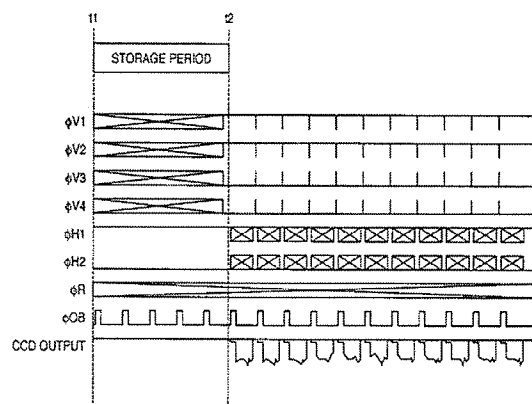 t1 t2
STORAGE PERIOD
φV1
φV2
φV3
φV4
φH1
φH2
φR
φOB
CCD OUTPUT